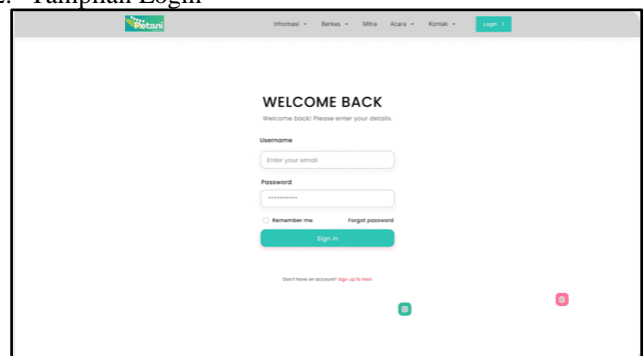 2. Tampilan Login
Petani
Informasi Berkas Mitra Acara Kontak Login
WELCOME BACK
Welcome back! Please enter your details.
Username
Enter your email
Password
**********
Remember me Forgot password
Sign in
Don't have an account? Sign up fo free!